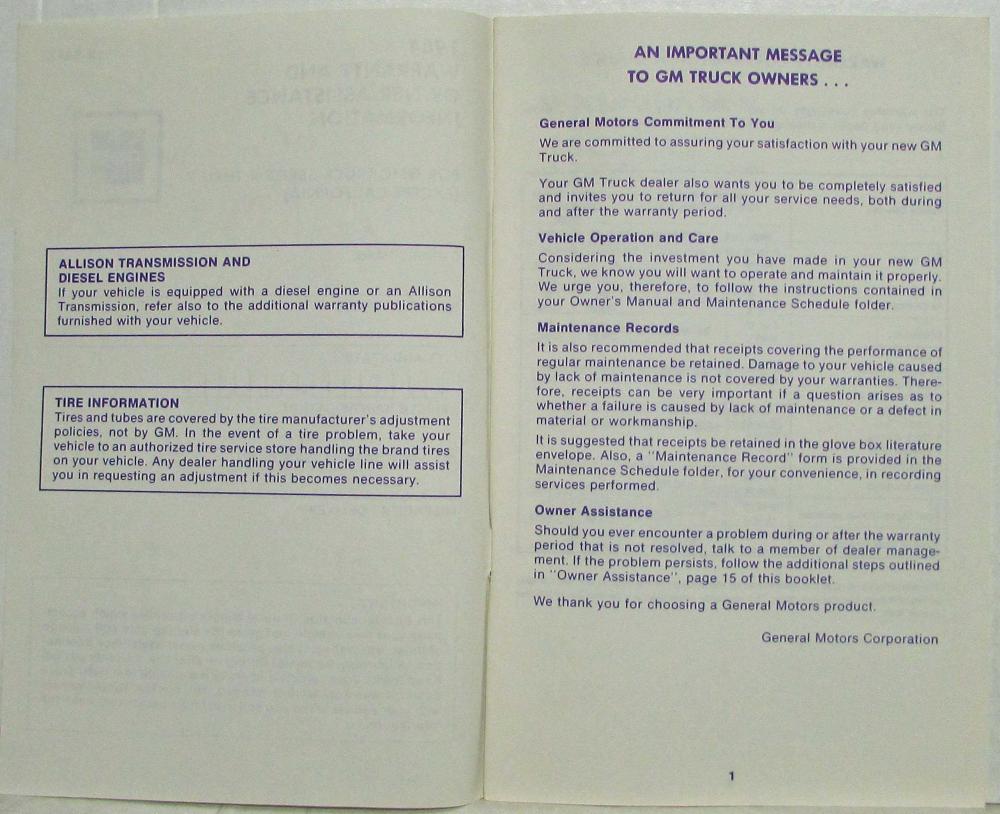 ALLISON TRANSMISSION AND
DIESEL ENGINES
If your vehicle is equipped with a diesel engine or an Allison
Transmission, refer also to the additional warranty publications
furnished with your vehicle.
TIRE INFORMATION
Tires and tubes are covered by the tire manufacturer's adjustment
policies, not by GM. In the event of a tire problem, take your
vehicle to an authorized tire service store handling the brand tires
on your vehicle. Any dealer handling your vehicle line will assist
you in requesting an adjustment if this becomes necessary.
AN IMPORTANT MESSAGE
TO GM TRUCK OWNERS . . .
General Motors Commitment To You
We are committed to assuring your satisfaction with your new GM
Truck.
Your GM Truck dealer also wants you to be completely satisfied
and invites you to return for all your service needs, both during
and after the warranty period.
Vehicle Operation and Care
Considering the investment you have made in your new GM
Truck, we know you will want to operate and maintain it properly.
We urge you, therefore, to follow the instructions contained in
your Owner's Manual and Maintenance Schedule folder.
Maintenance Records
It is also recommended that receipts covering the performance of
regular maintenance be retained. Damage to your vehicle caused
by lack of maintenance is not covered by your warranties. There-
fore, receipts can be very important if a question arises as to
whether a failure is caused by lack of maintenance or a defect in
material or workmanship.
It is suggested that receipts be retained in the glove box literature
envelope. Also, a "Maintenance Record" form is provided in the
Maintenance Schedule folder, for your convenience, in recording
services performed.
Owner Assistance
Should you ever encounter a problem during or after the warranty
period that is not resolved, talk to a member of dealer manage-
ment. If the problem persists, follow the additional steps outlined
in "Owner Assistance", page 15 of this booklet.
We thank you for choosing a General Motors product.
General Motors Corporation
1